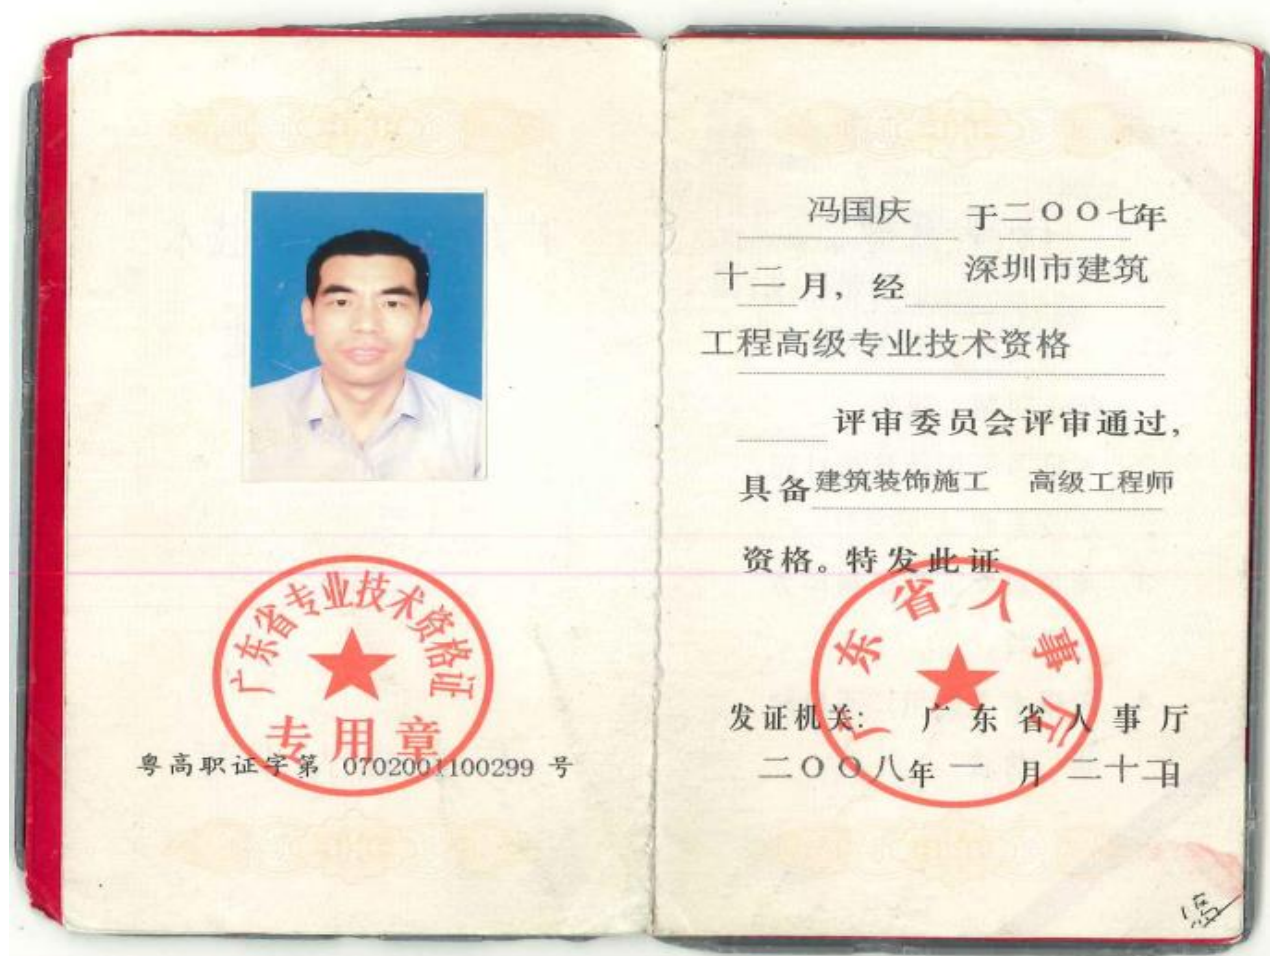 广东省专业技术资格证
专用章
粤高职证字第 0702001100299 号
冯国庆 于二〇〇七年
十二月，经 深圳市建筑
工程高级专业技术资格
评审委员会评审通过，
具备建筑装饰施工 高级工程师
资格。特发此证
广东省人事厅
发证机关： 广东省人事厅
二〇〇八年 一 月 二十二日